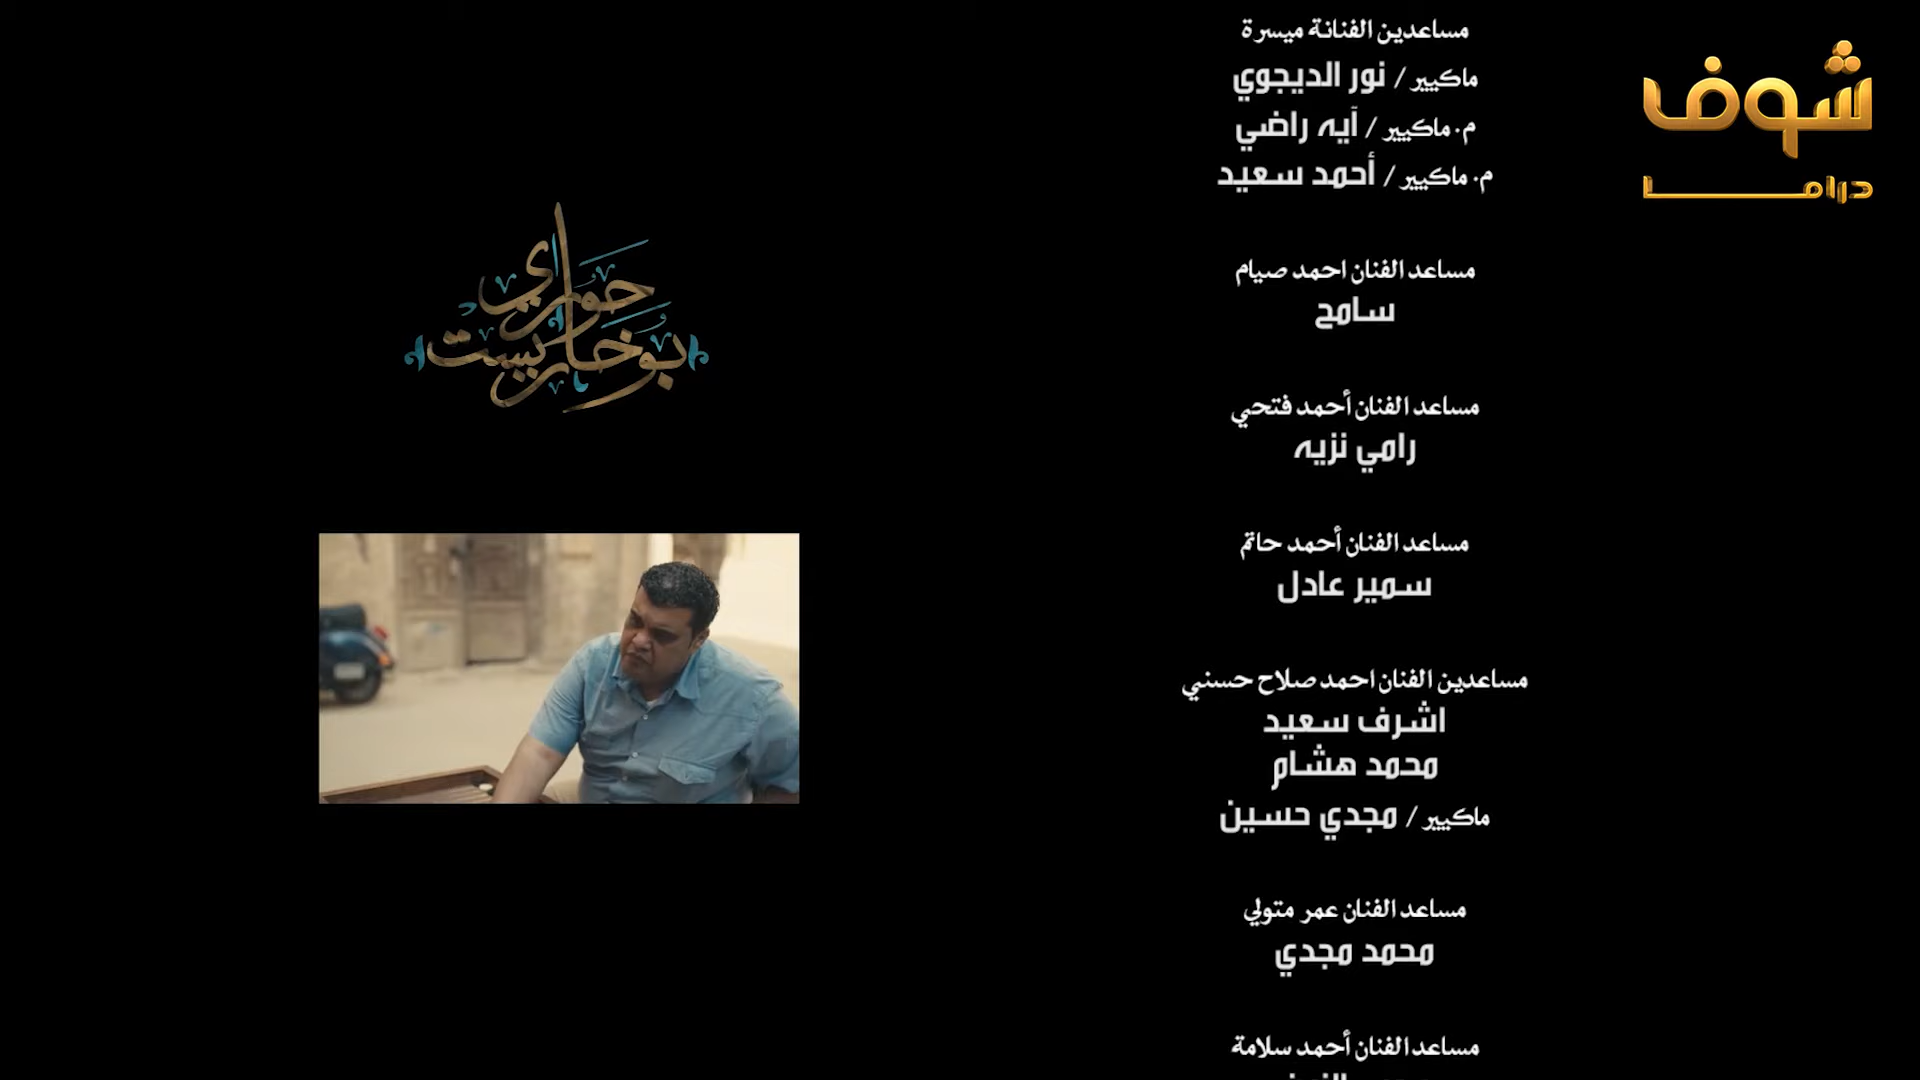 مساعدين الفنانة ميسرة
ماكيير / نور الديجوي
م. ماكيير / أيه راضي
م. ماكيير / أحمد سعيد
مساعد الفنان احمد صيام
سامح
مساعد الفنان أحمد فتحي
رامي نزيه
مساعد الفنان أحمد حاتم
سمير عادل
مساعدين الفنان احمد صلاح حسني
اشرف سعيد
محمد هشام
ماكيير / مجدي حسين
مساعد الفنان عمر متولي
محمد مجدي
مساعد الفنان أحمد سلامة
شوف
دراما
حواري
بوخارست